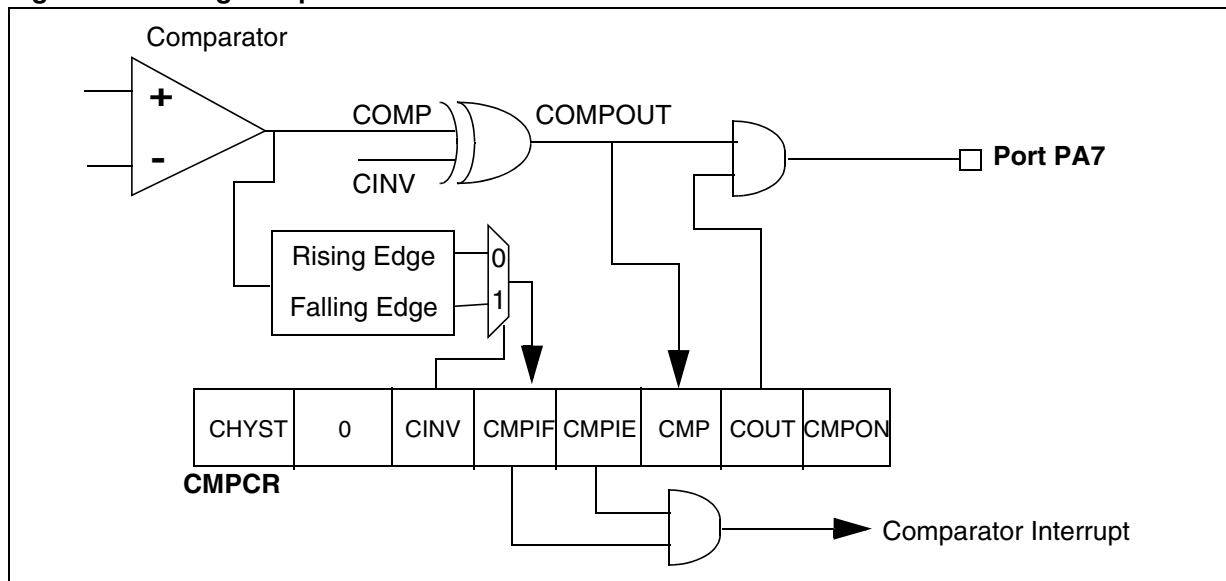 Comparator
+
-
COMP
CINV
COMPOUT
Port PA7
Rising Edge
Falling Edge
0
1
CHYST 0 CINV CMPIF CMPIE CMP COUT CMPON
CMPCR
Comparator Interrupt